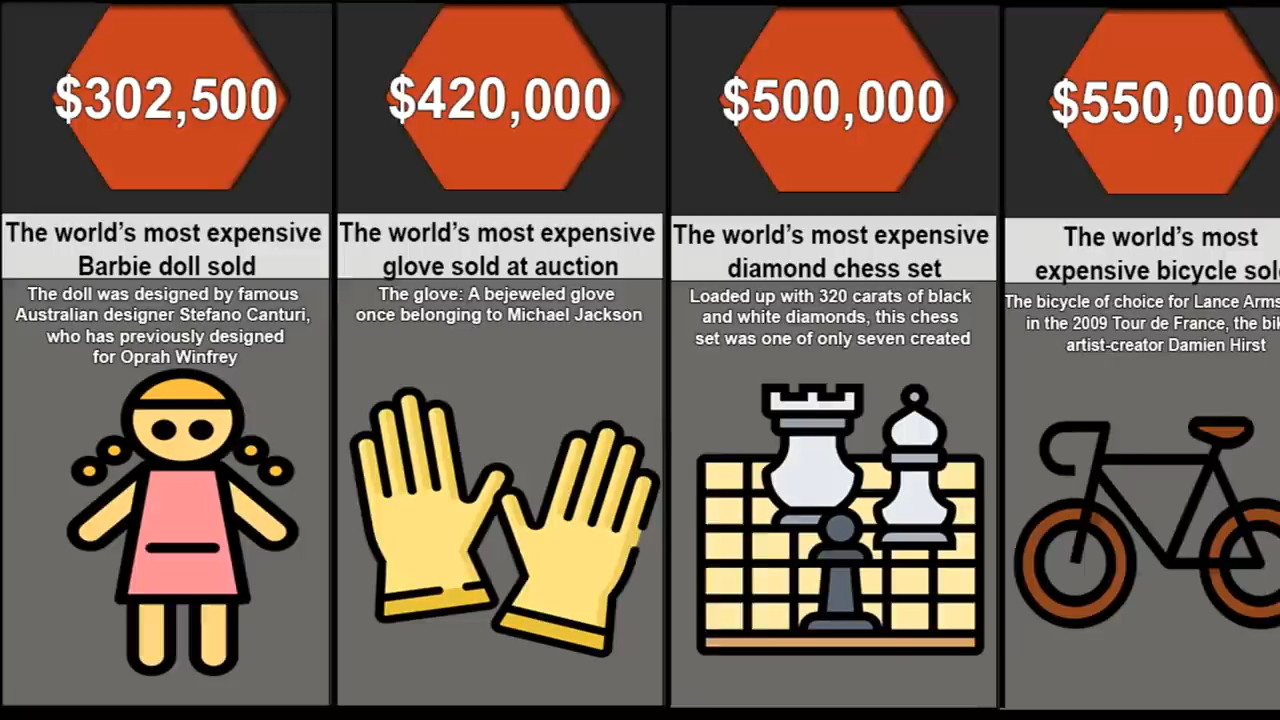 $302,500
The world’s most expensive
Barbie doll sold
The doll was designed by famous
Australian designer Stefano Canturi,
who has previously designed
for Oprah Winfrey
$420,000
The world’s most expensive
glove sold at auction
The glove: A bejeweled glove
once belonging to Michael Jackson
$500,000
The world’s most expensive
diamond chess set
Loaded up with 320 carats of black
and white diamonds, this chess
set was one of only seven created
$550,000
The world’s most
expensive bicycle
The bicycle of choice for Lance
in the 2009 Tour de France, the
artist-creator Damien Hirst